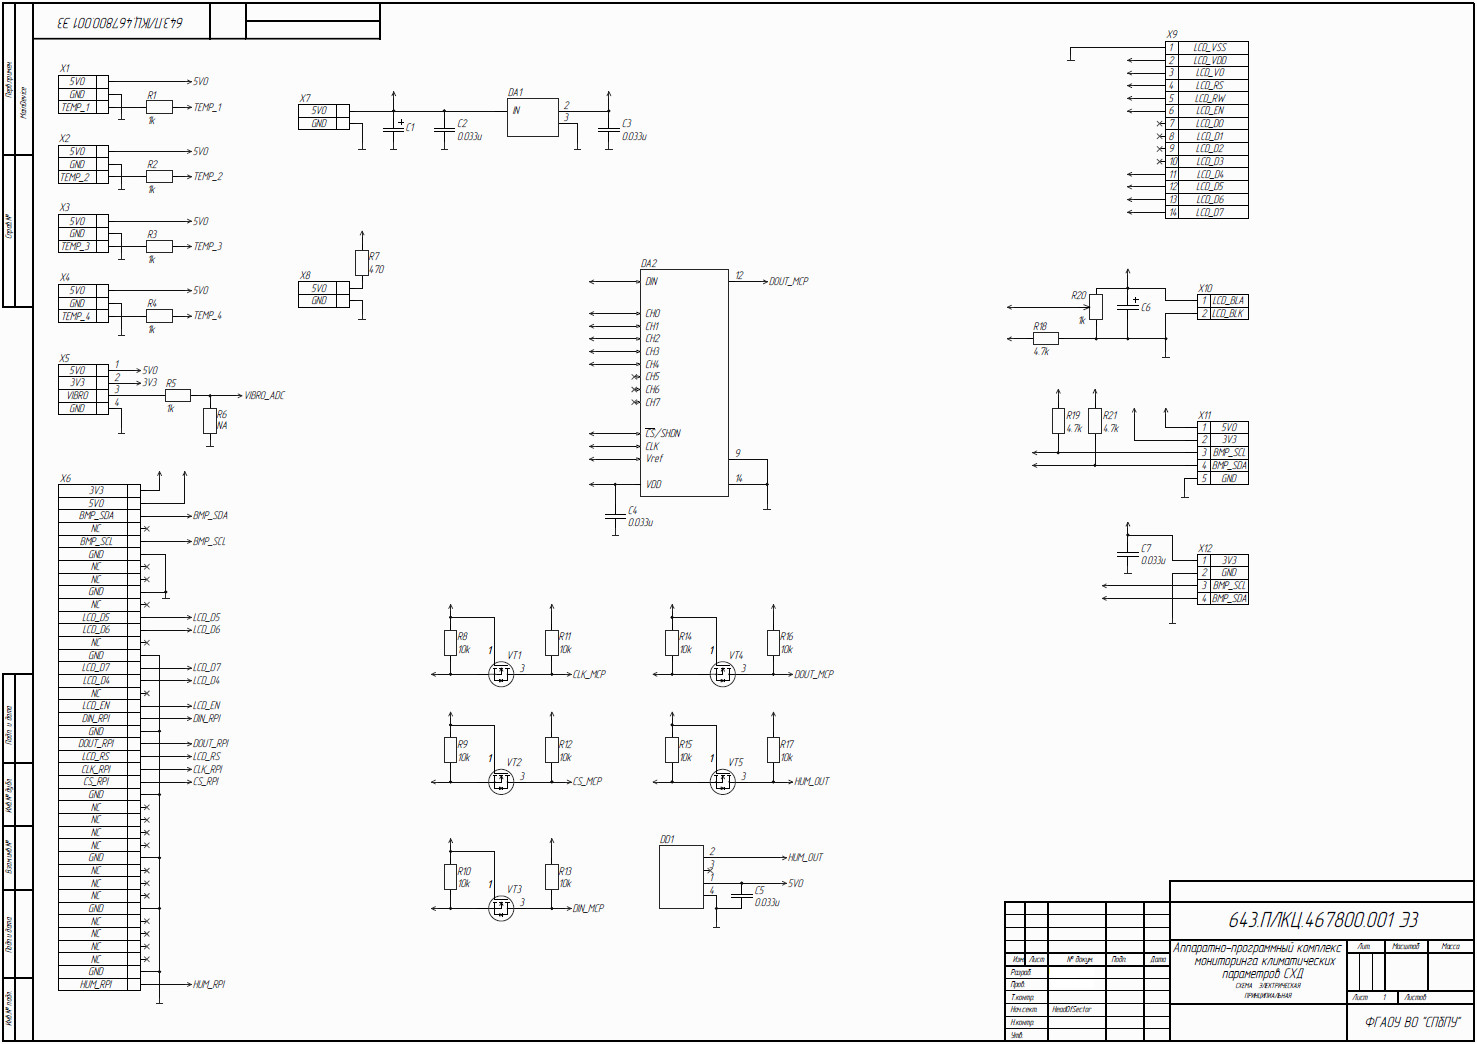 643.ПЛКЦ.467800.001 ЭЗ
Перв.примен.
MainDevice
Справ.№
Подп. и дата
Инв.№ дубл.
Взам.инв.№
Подп.и дата
Инв.№ подл.
X1
5V0
GND
TEMP_1
5V0
R1
1k
TEMP_1
X2
5V0
GND
TEMP_2
5V0
R2
1k
TEMP_2
X3
5V0
GND
TEMP_3
5V0
R3
1k
TEMP_3
X4
5V0
GND
TEMP_4
5V0
R4
1k
TEMP_4
X5
5V0 1 5V0
3V3 2 3V3
VIBRO 3
GND 4
R5
1k
VIBRO_ADC
R6
NA
X6
3V3
5V0
BMP_SDA BMP_SDA
NC
BMP_SCL BMP_SCL
GND
NC
NC
GND
NC
LCD_D5 LCD_D5
LCD_D6 LCD_D6
NC
GND
LCD_D7 LCD_D7
LCD_D4 LCD_D4
NC
LCD_EN LCD_EN
DIN_RPI DIN_RPI
GND
DOUT_RPI DOUT_RPI
LCD_RS LCD_RS
CLK_RPI CLK_RPI
CS_RPI CS_RPI
GND
NC
NC
NC
NC
GND
NC
NC
NC
GND
NC
NC
NC
NC
GND
HUM_RPI HUM_RPI
X7
5V0
GND
C1
C2
0.033u
DA1
IN
2
3
C3
0.033u
R7
470
X8
5V0
GND
DA2
DIN
12
DOUT_MCP
CH0
CH1
CH2
CH3
CH4
CH5
CH6
CH7
CS/SHDN
CLK
Vref
9
VDD
14
C4
0.033u
R8
10k
1
VT1
3
R11
10k
CLK_MCP
R14
10k
1
VT4
3
R16
10k
DOUT_MCP
R9
10k
1
VT2
3
R12
10k
CS_MCP
R15
10k
1
VT5
3
R17
10k
HUM_OUT
R10
10k
1
VT3
3
R13
10k
DIN_MCP
DD1
2
HUM_OUT
3
1
5V0
4
C5
0.033u
X9
1 LCD_VSS
2 LCD_VDD
3 LCD_VO
4 LCD_RS
5 LCD_RW
6 LCD_EN
7 LCD_D0
8 LCD_D1
9 LCD_D2
10 LCD_D3
11 LCD_D4
12 LCD_D5
13 LCD_D6
14 LCD_D7
R20
1k
C6
R18
4.7k
X10
1 LCD_BLA
2 LCD_BLK
R19
4.7k
R21
4.7k
X11
1 5V0
2 3V3
3 BMP_SCL
4 BMP_SDA
5 GND
C7
0.033u
X12
1 3V3
2 GND
3 BMP_SCL
4 BMP_SDA
643.ПЛКЦ.467800.001 ЭЗ
Аппаратно-программный комплекс
мониторинга климатических
параметров СХД
СХЕМА ЭЛЕКТРИЧЕСКАЯ
ПРИНЦИПИАЛЬНАЯ
Лит. Масштаб Масса
Лист 1 Листов
ФГАОУ ВО "СПбПУ"
Изм. Лист № докум. Подп. Дата
Разраб.
Пров.
Т.контр.
Нач.сект. HeadOfSector
Н.контр.
Утв.